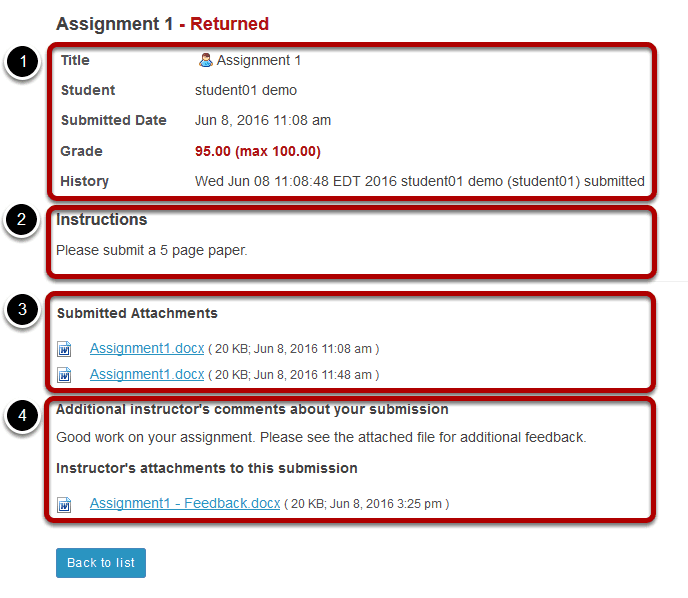 Assignment 1 - Returned
1
Title Assignment 1
Student student01 demo
Submitted Date Jun 8, 2016 11:08 am
Grade 95.00 (max 100.00)
History Wed Jun 08 11:08:48 EDT 2016 student01 demo (student01) submitted
2
Instructions
Please submit a 5 page paper.
3
Submitted Attachments
Assignment1.docx ( 20 KB; Jun 8, 2016 11:08 am )
Assignment1.docx ( 20 KB; Jun 8, 2016 11:48 am )
4
Additional instructor's comments about your submission
Good work on your assignment. Please see the attached file for additional feedback.
Instructor's attachments to this submission
Assignment1 - Feedback.docx ( 20 KB; Jun 8, 2016 3:25 pm )
Back to list